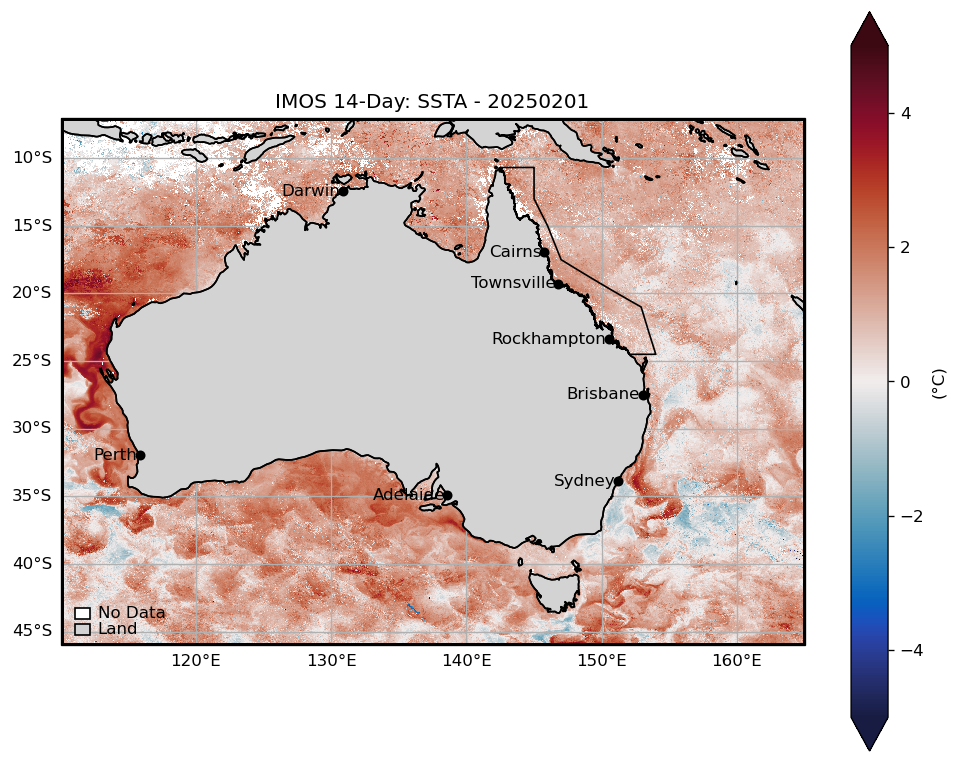 IMOS 14-Day: SSTA - 20250201
10°S
15°S
20°S
25°S
30°S
35°S
40°S
45°S
Darwin
Cairns
Townsville
Rockhampton
Brisbane
Perth
Sydney
Adelaide
No Data
Land
120°E 130°E 140°E 150°E 160°E
4
2
0
−2
−4
(°C)